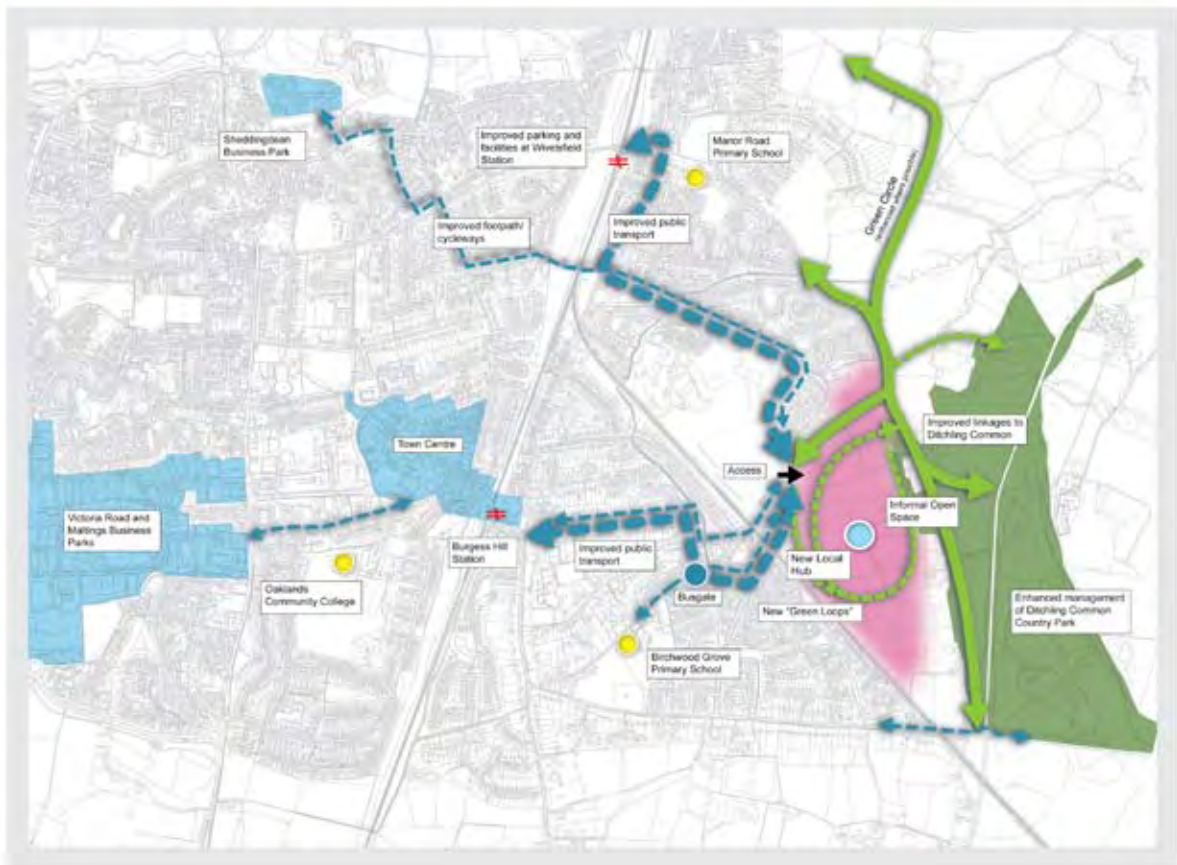 Sheddingdean
Business Park
Improved parking and
facilities at Wivelsfield
Station
Manor Road
Primary School
Green Circle
(enhanced where possible)
Improved footpath/
cycleways
Improved public
transport
Town Centre
Improved linkages to
Ditchling Common
Access
Victoria Road and
Maltings Business
Parks
Informal Open
Space
Burgess Hill
Station
Improved public
transport
New Local
Hub
Oaklands
Community College
Busgate
New "Green Loops"
Enhanced management
of Ditchling Common
Country Park
Birchwood Grove
Primary School